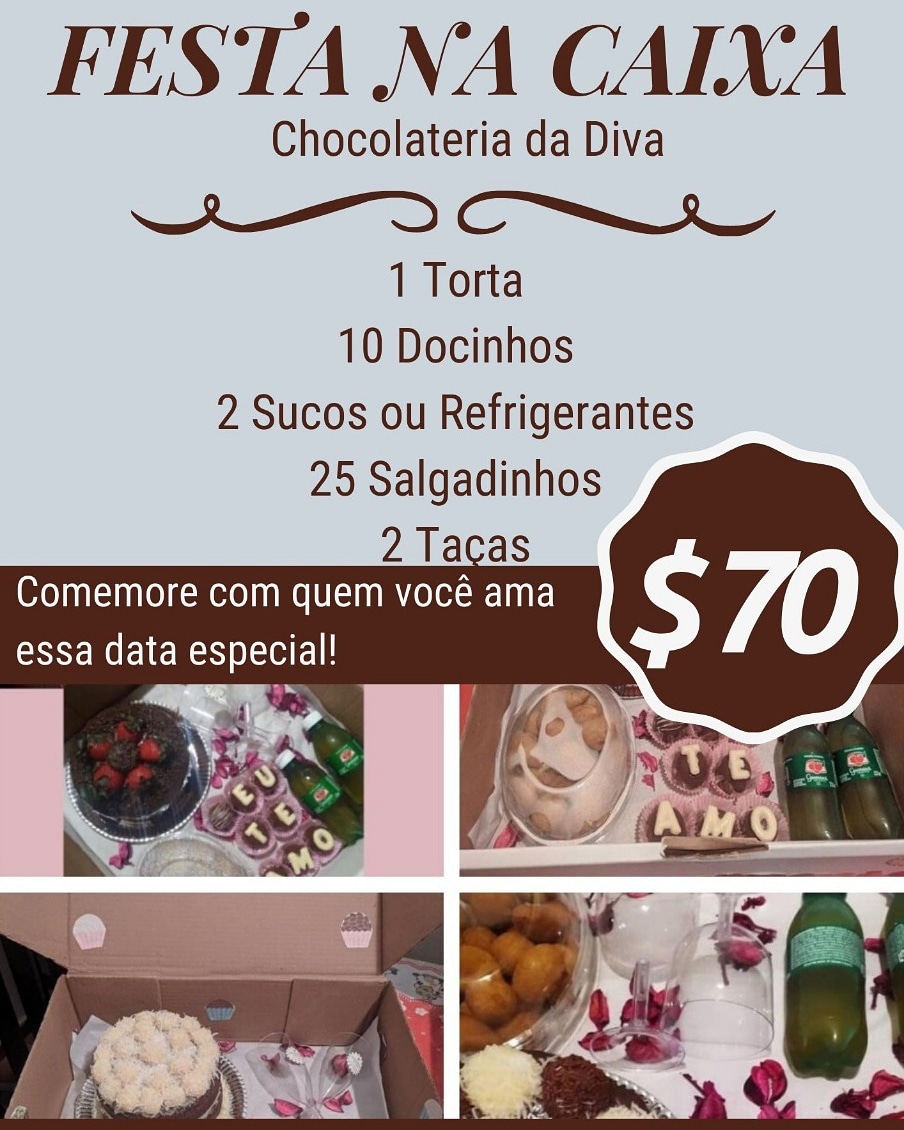 FESTA NA CAIXA
Chocolateria da Diva
1 Torta
10 Docinhos
2 Sucos ou Refrigerantes
25 Salgadinhos
2 Taças
$70
Comemore com quem você ama
essa data especial!
EU
TE
AMO
TE
AMO